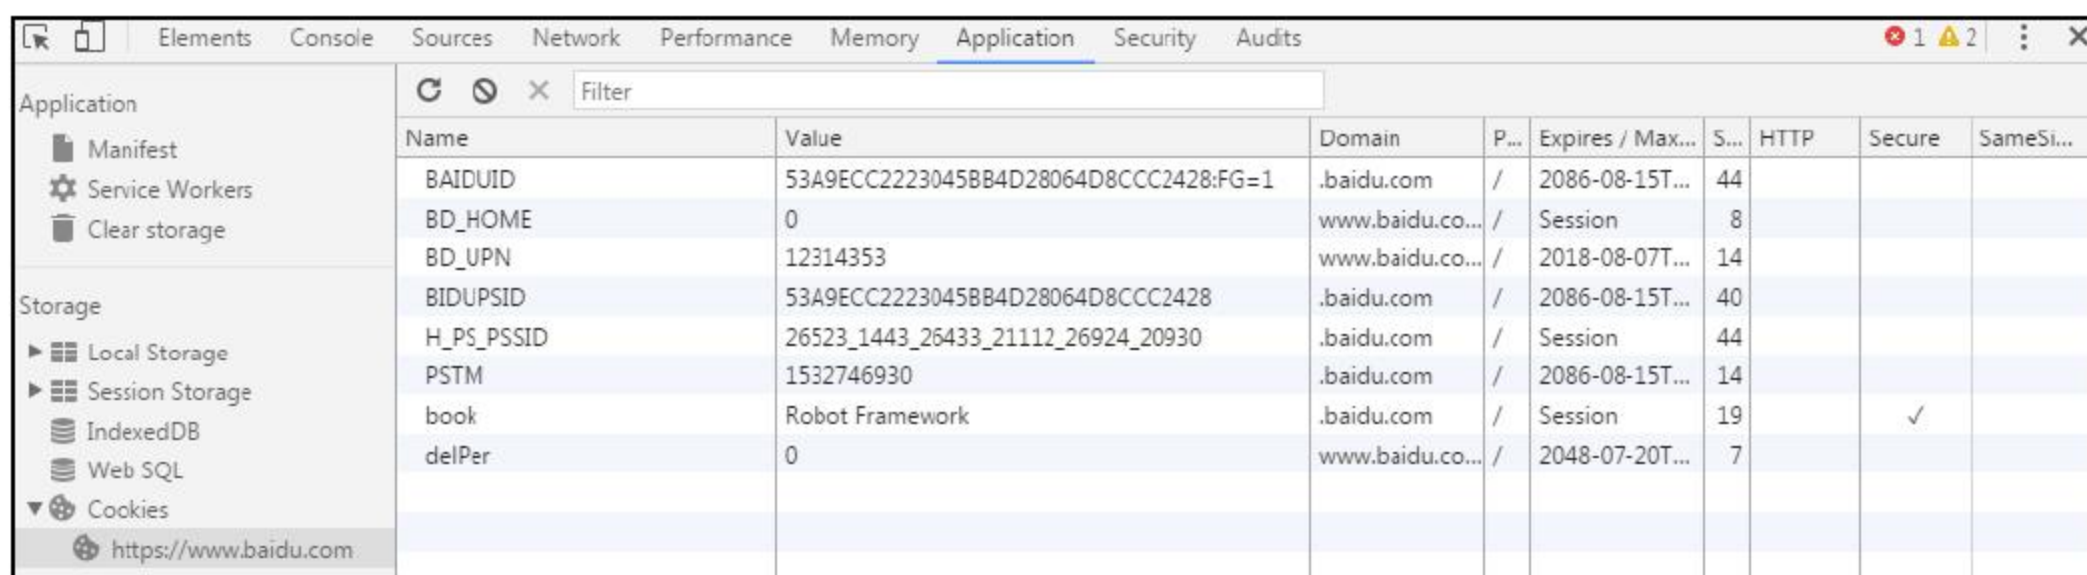 Elements Console Sources Network Performance Memory Application Security Audits 1 2
Application
Manifest
Service Workers
Clear storage
Storage
Local Storage
Session Storage
IndexedDB
Web SQL
Cookies
https://www.baidu.com
Filter
Name Value Domain P... Expires / Max... S... HTTP Secure SameSi...
BAIDUID 53A9ECC2223045BB4D28064D8CCC2428:FG=1 .baidu.com / 2086-08-15T... 44
BD_HOME 0 www.baidu.co... / Session 8
BD_UPN 12314353 www.baidu.co... / 2018-08-07T... 14
BIDUPSID 53A9ECC2223045BB4D28064D8CCC2428 .baidu.com / 2086-08-15T... 40
H_PS_PSSID 26523_1443_26433_21112_26924_20930 .baidu.com / Session 44
PSTM 1532746930 .baidu.com / 2086-08-15T... 14
book Robot Framework .baidu.com / Session 19 ✓
delPer 0 www.baidu.co... / 2048-07-20T... 7